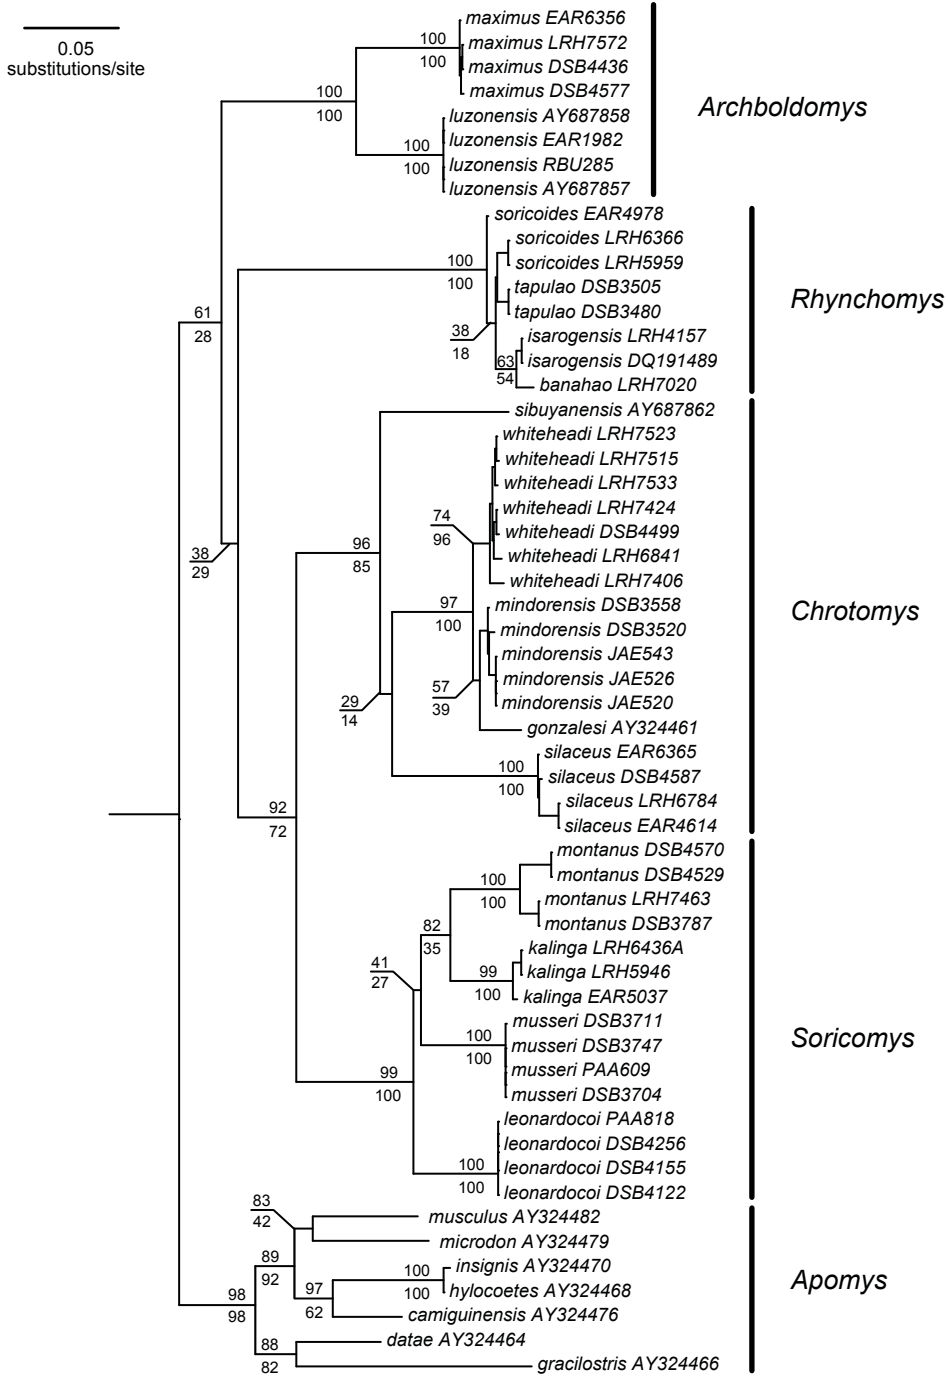 0.05
substitutions/site
maximus EAR6356
maximus LRH7572
maximus DSB4436
maximus DSB4577
100
100
100
100
luzonensis AY687858
luzonensis EAR1982
luzonensis RBU285
luzonensis AY687857
100
100
Archboldomys
soricoides EAR4978
soricoides LRH6366
soricoides LRH5959
tapulao DSB3505
tapulao DSB3480
isarogensis LRH4157
isarogensis DQ191489
banahao LRH7020
100
100
38
18
63
54
Rhynchomys
61
28
38
29
sibuyanensis AY687862
whiteheadi LRH7523
whiteheadi LRH7515
whiteheadi LRH7533
whiteheadi LRH7424
whiteheadi DSB4499
whiteheadi LRH6841
whiteheadi LRH7406
mindorensis DSB3558
mindorensis DSB3520
mindorensis JAE543
mindorensis JAE526
mindorensis JAE520
gonzalesi AY324461
silaceus EAR6365
silaceus DSB4587
silaceus LRH6784
silaceus EAR4614
74
96
96
85
97
100
57
39
29
14
100
100
Chrotomys
92
72
montanus DSB4570
montanus DSB4529
montanus LRH7463
montanus DSB3787
kalinga LRH6436A
kalinga LRH5946
kalinga EAR5037
musseri DSB3711
musseri DSB3747
musseri PAA609
musseri DSB3704
leonardocoi PAA818
leonardocoi DSB4256
leonardocoi DSB4155
leonardocoi DSB4122
100
100
82
35
41
27
99
100
100
100
99
100
100
100
Soricomys
musculus AY324482
microdon AY324479
insignis AY324470
hylocoetes AY324468
camiguinensis AY324476
datae AY324464
gracilostris AY324466
83
42
89
92
100
100
97
62
98
98
88
82
Apomys